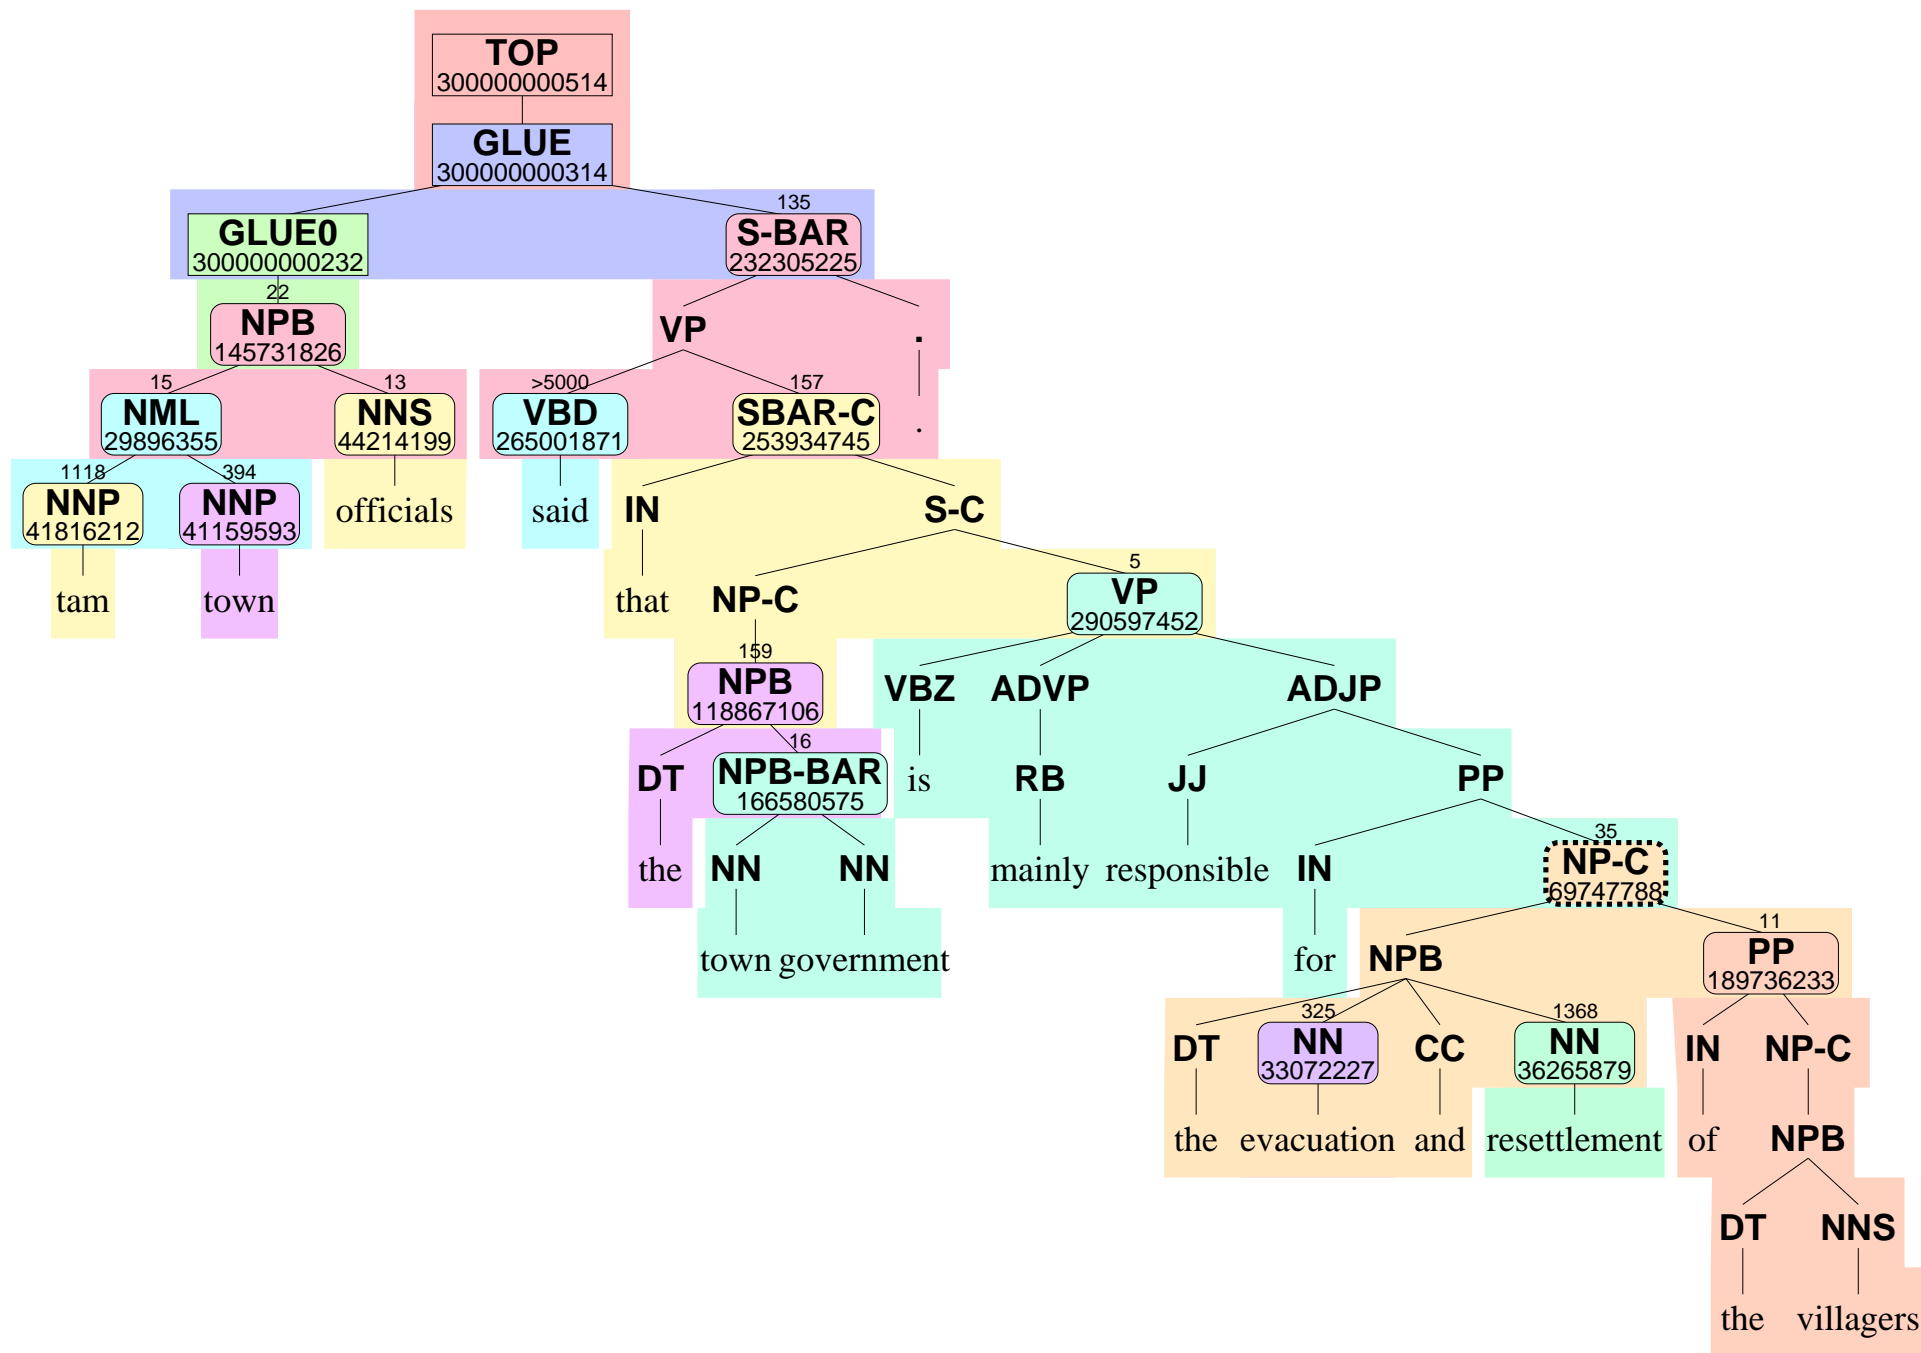 TOP
300000000514
GLUE
300000000314
135
GLUE0 S-BAR
300000000232 232305225
22
NPB VP .
145731826
15 13 >5000 157
NML NNS VBD SBAR-C .
29896355 44214199 265001871 253934745
1118 394
NNP NNP officials said IN S-C
41816212 41159593
5
tam town that NP-C VP
290597452
159
NPB VBZ ADVP ADJP
118867106
16
DT NPB-BAR is RB JJ PP
166580575
35
the NN NN mainly responsible IN NP-C
69747788
11
town government for NPB PP
189736233
325 1368
DT NN CC NN IN NP-C
33072227 36265879
the evacuation and resettlement of NPB
DT NNS
the villagers